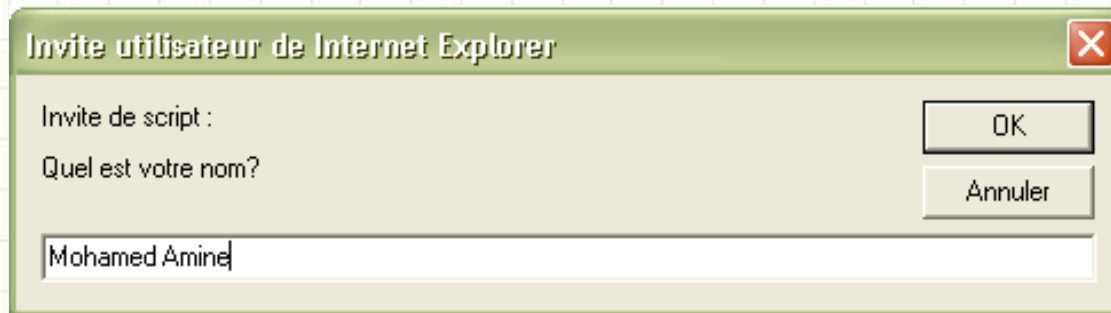 Invite utilisateur de Internet Explorer
Invite de script :
OK
Quel est votre nom?
Annuler
Mohamed Amine